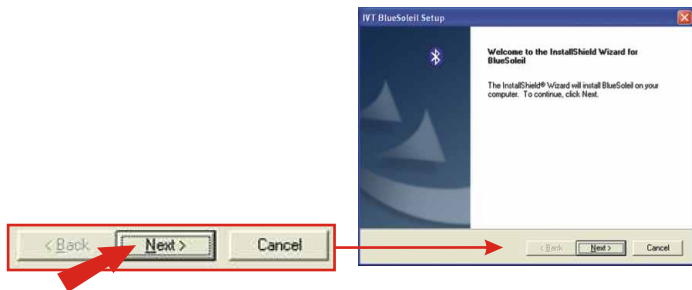 IVT BlueSoleil Setup
Welcome to the InstallShield Wizard for
BlueSoleil
The InstallShield® Wizard will install BlueSoleil on your
computer. To continue, click Next.
< Back Next > Cancel
< Back Next > Cancel